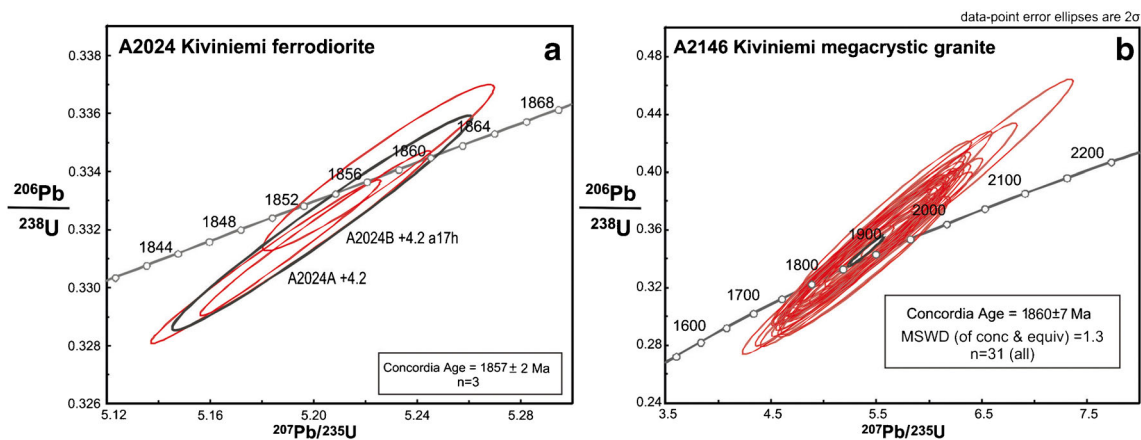 data-point error ellipses are 2σ
A2024 Kiviniemi ferrodiorite
a
0.338
0.336
0.334
0.332
0.330
0.328
0.326
206Pb
238U
1868
1864
1860
1856
1852
1848
1844
A2024B +4.2 a17h
A2024A +4.2
Concordia Age = 1857 ± 2 Ma
n=3
5.12
5.16
5.20
5.24
5.28
207Pb/235U
A2146 Kiviniemi megacrystic granite
b
0.48
0.44
0.40
0.36
0.32
0.28
0.24
206Pb
238U
2200
2100
2000
1900
1800
1700
1600
Concordia Age = 1860±7 Ma
MSWD (of conc & equiv) =1.3
n=31 (all)
3.5
4.5
5.5
6.5
7.5
207Pb/235U